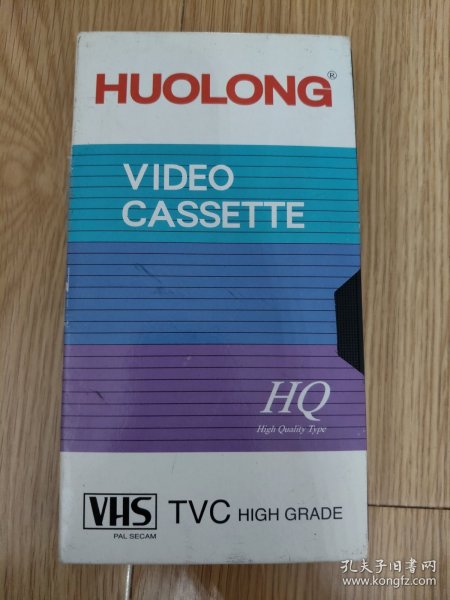 HUOLONG®
VIDEO
CASSETTE
HQ
High Quality Type
VHS TVC HIGH GRADE
PAL SECAM
孔夫子旧书网
www.kongfz.com